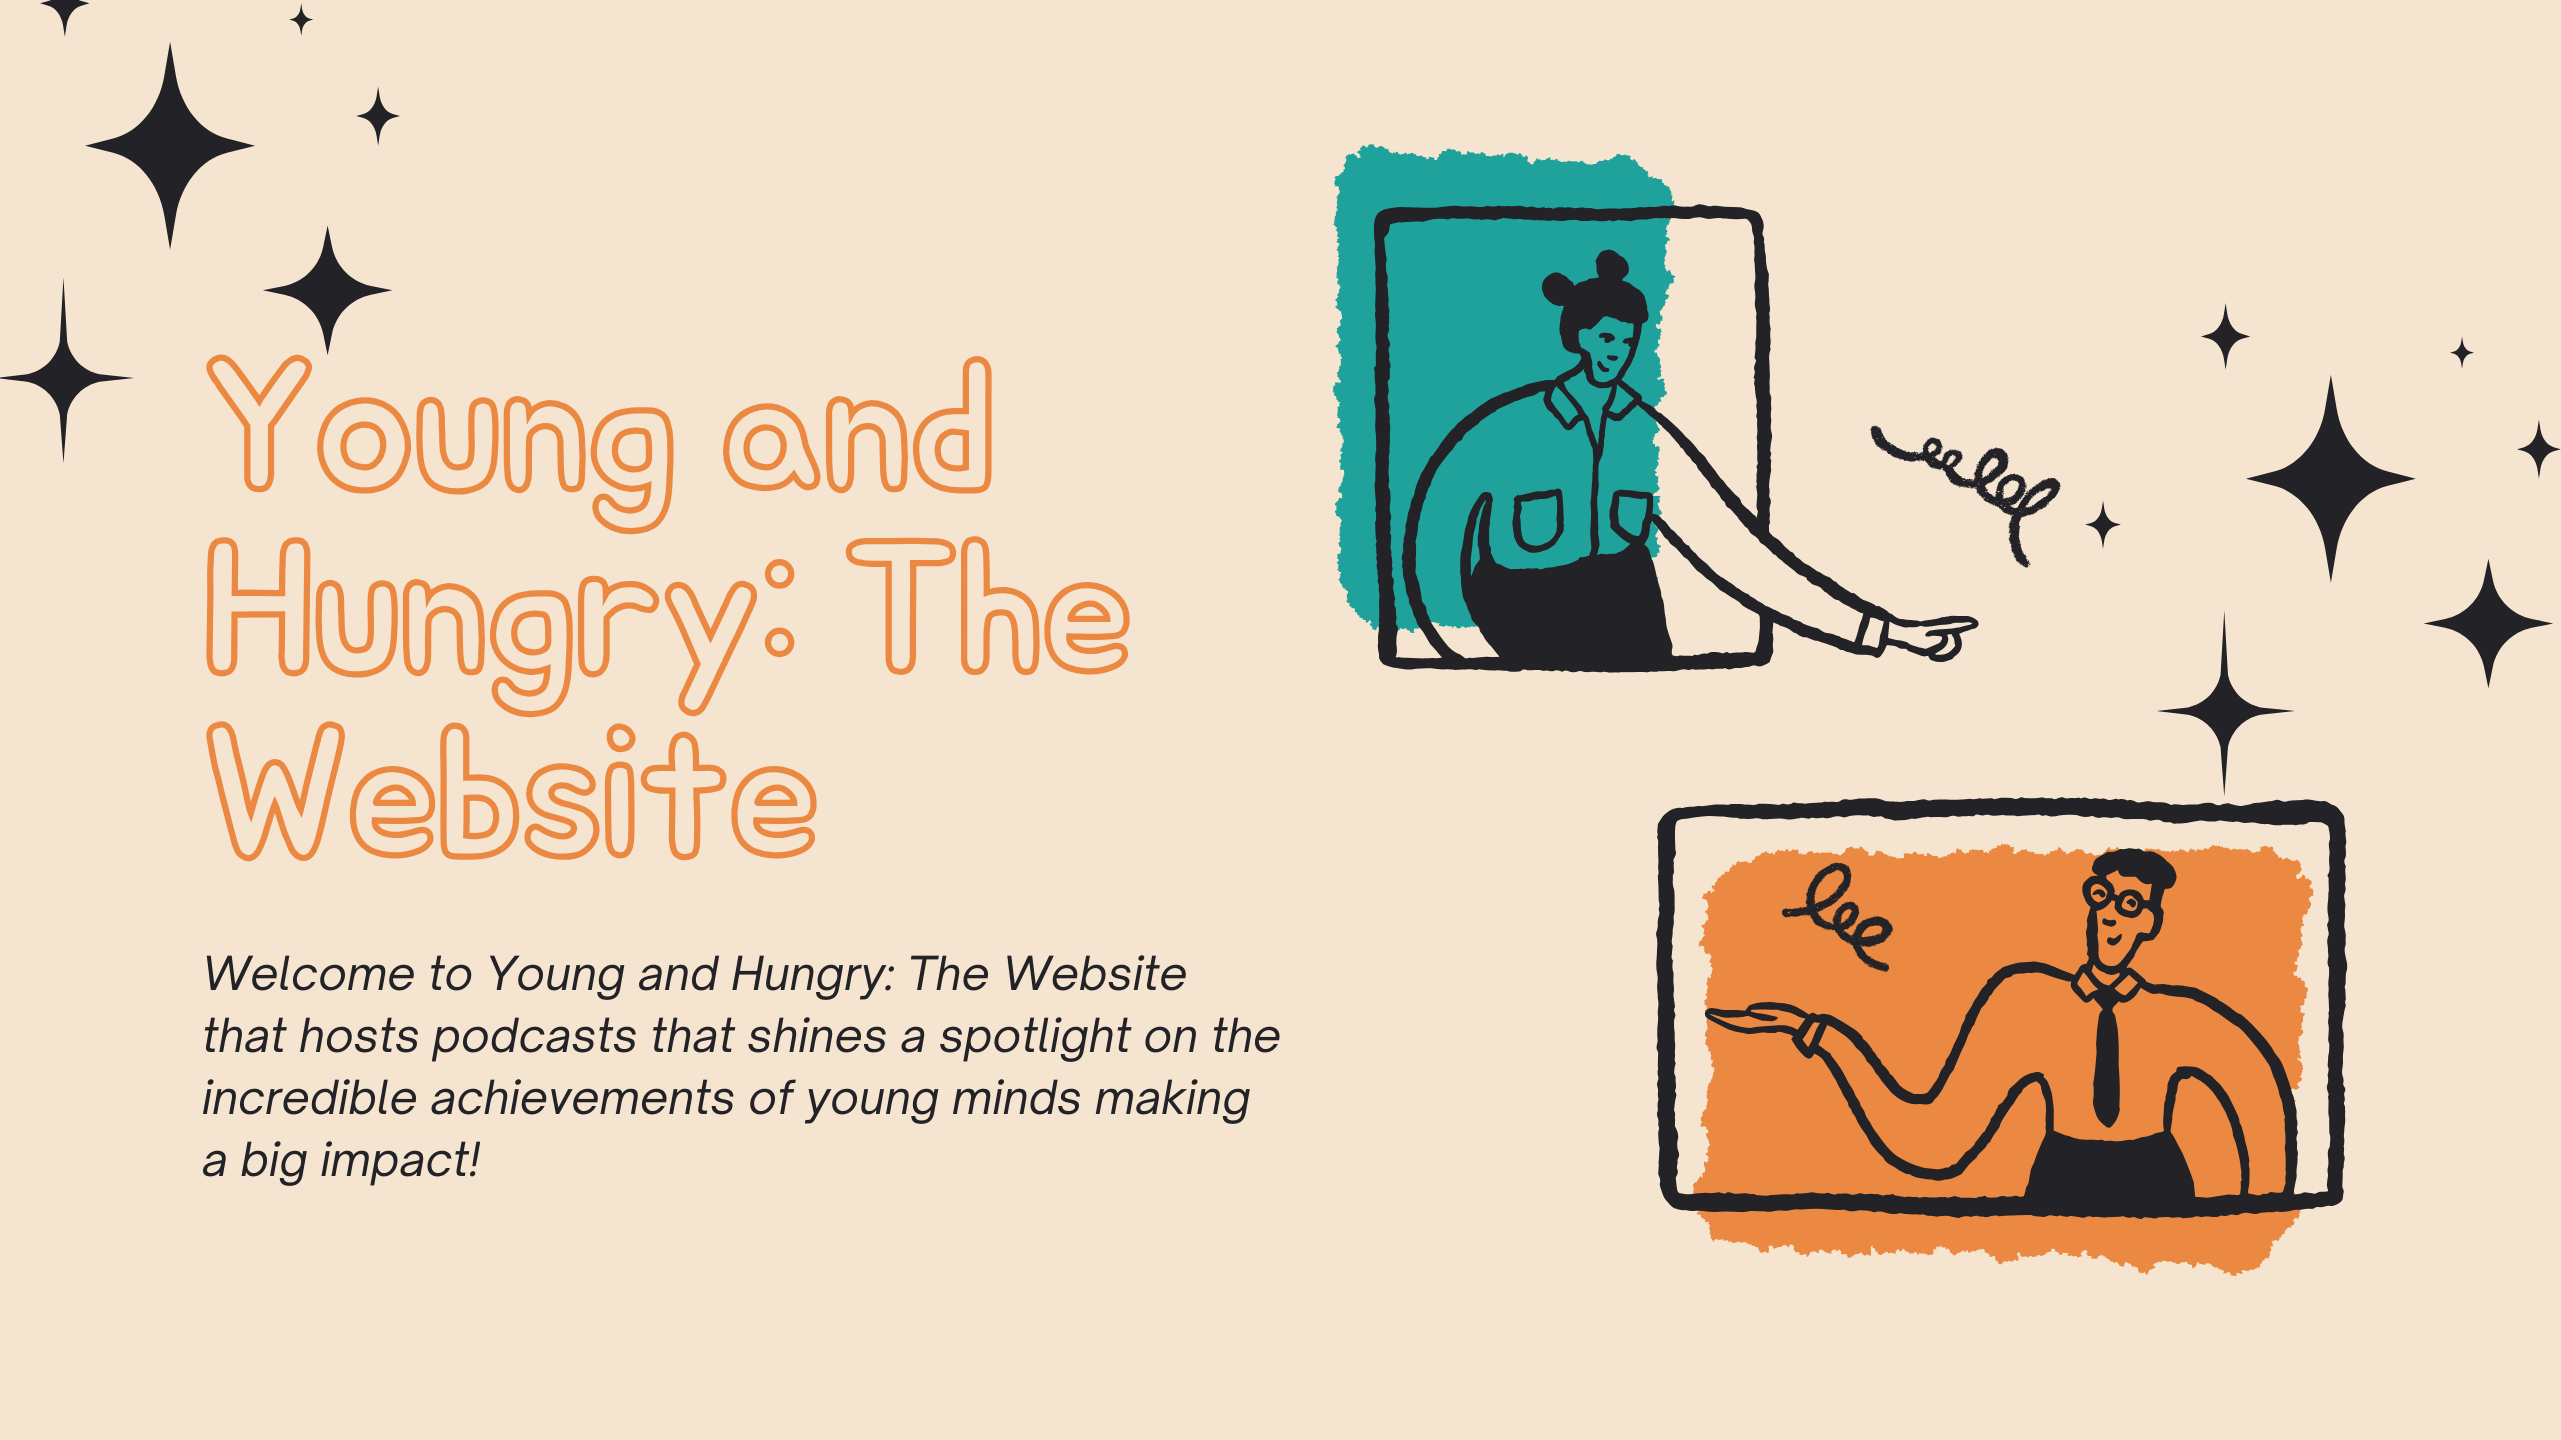 Young and
Hungry: The
Website
Welcome to Young and Hungry: The Website
that hosts podcasts that shines a spotlight on the
incredible achievements of young minds making
a big impact!